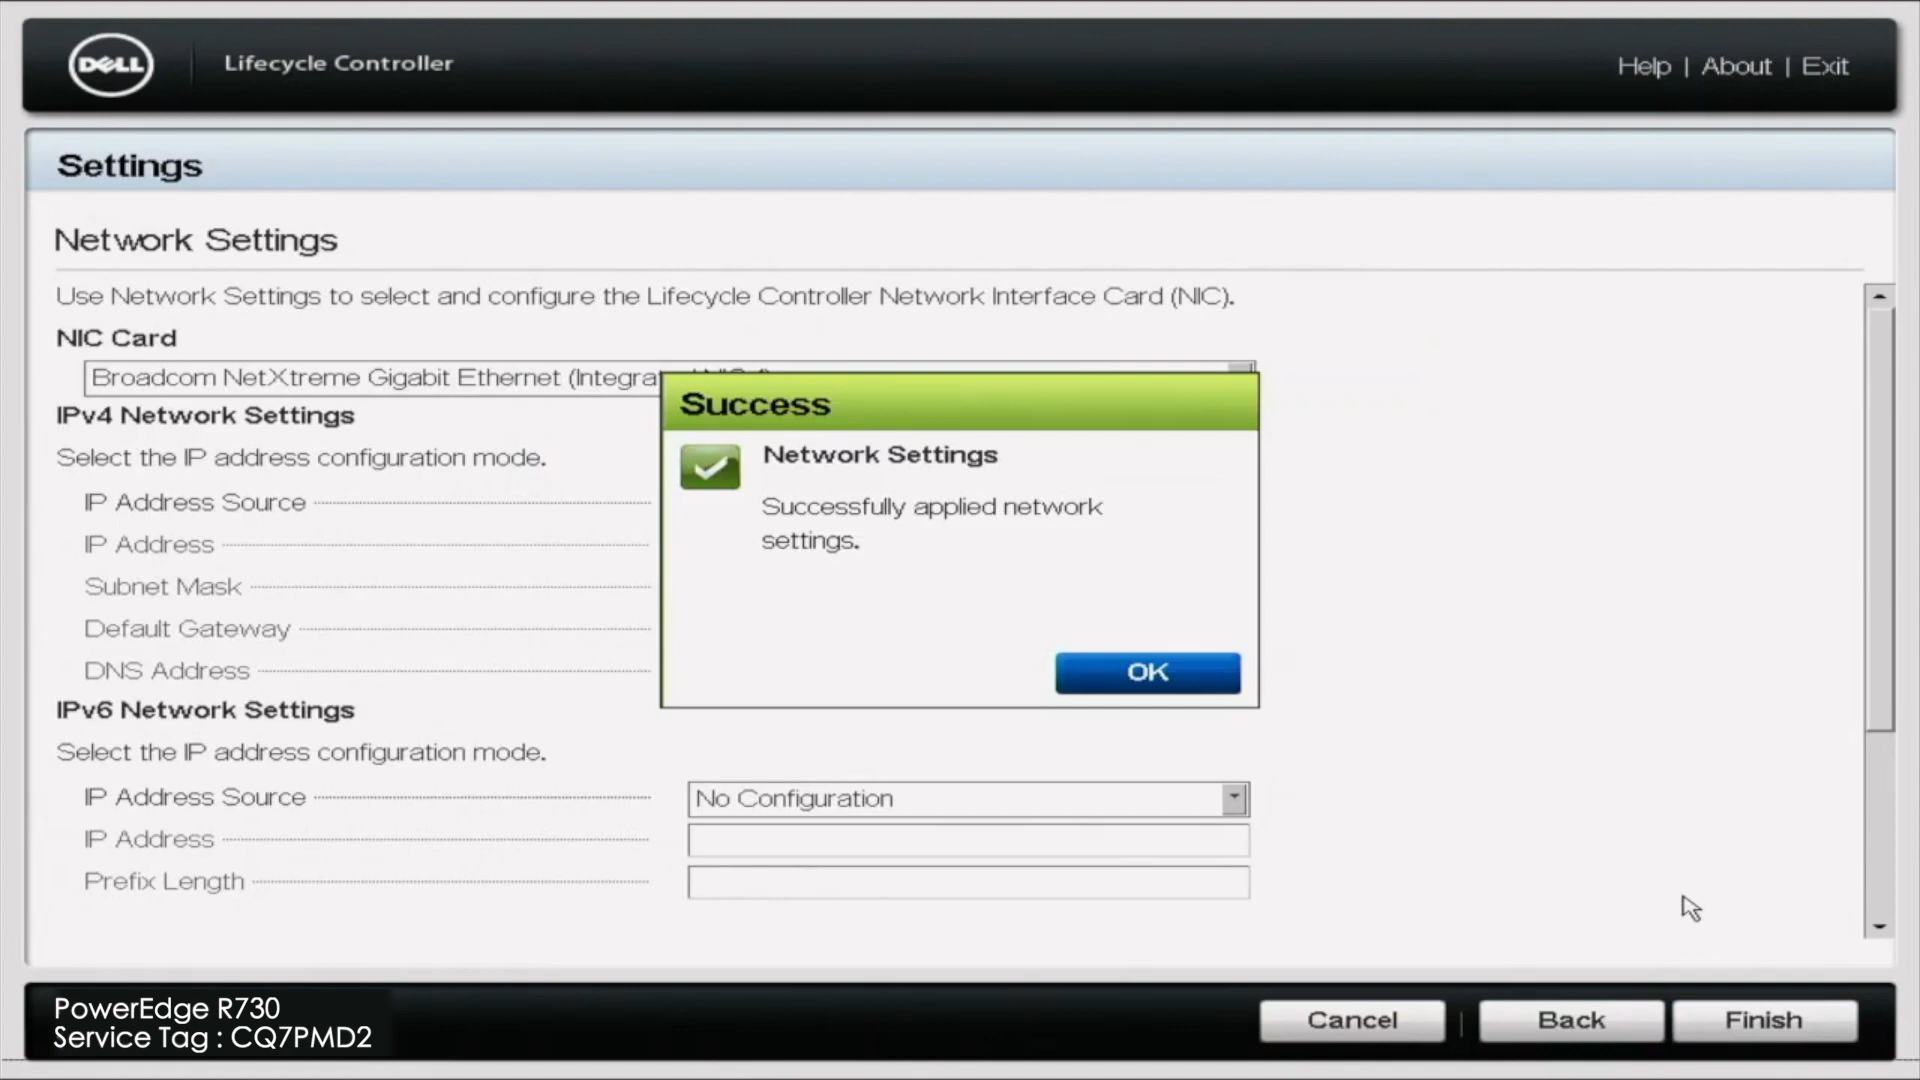 DELL
Lifecycle Controller
Help | About | Exit
Settings
Network Settings
Use Network Settings to select and configure the Lifecycle Controller Network Interface Card (NIC).
NIC Card
Broadcom NetXtreme Gigabit Ethernet
IPv4 Network Settings
Select the IP address configuration mode.
IP Address Source
IP Address
Subnet Mask
Default Gateway
DNS Address
Success
Network Settings
Successfully applied network
settings.
OK
IPv6 Network Settings
Select the IP address configuration mode.
IP Address Source No Configuration
IP Address
Prefix Length
PowerEdge R730
Service Tag : CQ7PMD2
Cancel | Back Finish